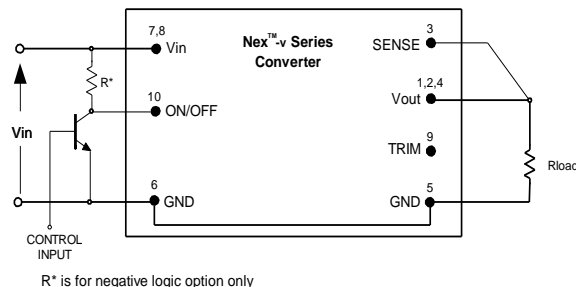 7,8
Vin
Nex™-v Series
Converter
3
SENSE
R*
1,2,4
Vout
10
ON/OFF
Vin
9
TRIM
Rload
6
GND
5
GND
CONTROL
INPUT
R* is for negative logic option only